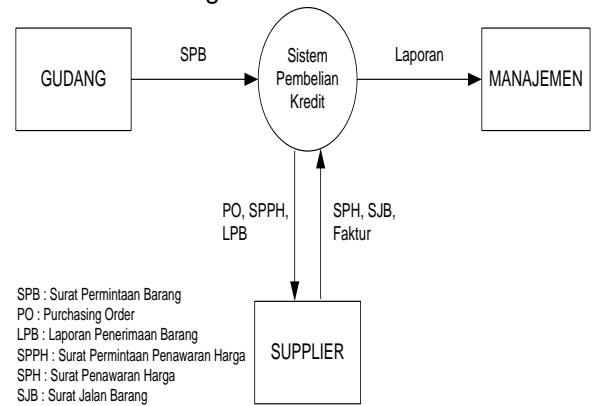 GUDANG
SPB
Sistem
Pembelian
Kredit
Laporan
MANAJEMEN
PO, SPPH,
LPB
SPH, SJB,
Faktur
SPB : Surat Permintaan Barang
PO : Purchasing Order
LPB : Laporan Penerimaan Barang
SPPH : Surat Permintaan Penawaran Harga
SPH : Surat Penawaran Harga
SJB : Surat Jalan Barang
SUPPLIER